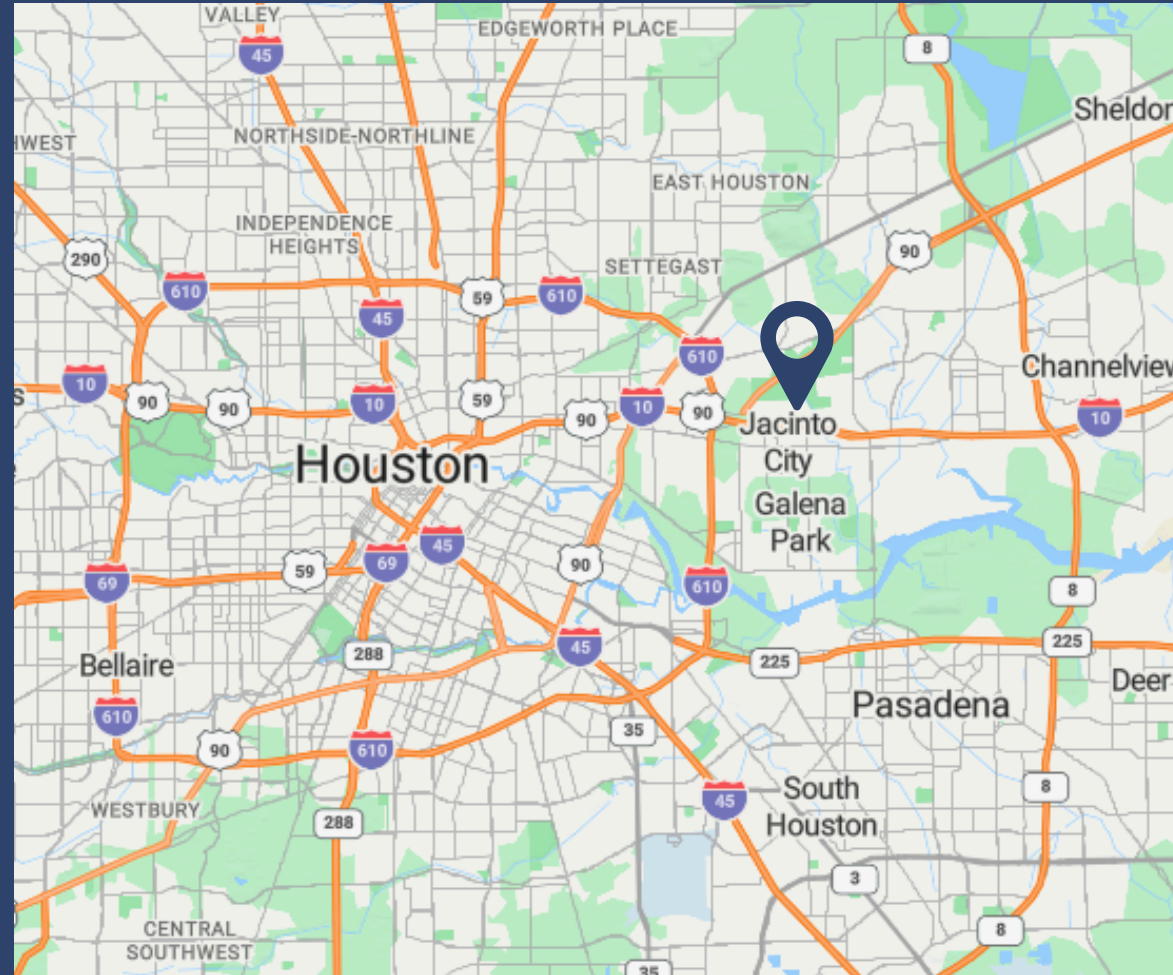 VALLEY
EDGEWORTH PLACE
45
8
Sheldon
HWEST
NORTHSIDE-NORTHLINE
EAST HOUSTON
INDEPENDENCE
HEIGHTS
290
90
SETTEGAST
610
59
610
45
610
Channelview
10
90
90
10
59
90
10
90
10
s
Jacinto
City
Houston
Galena
Park
45
69
59
90
69
610
8
288
45
225
225
Bellaire
Deer
610
Pasadena
90
610
35
45
8
South
Houston
WESTBURY
288
3
CENTRAL
SOUTHWEST
8
35